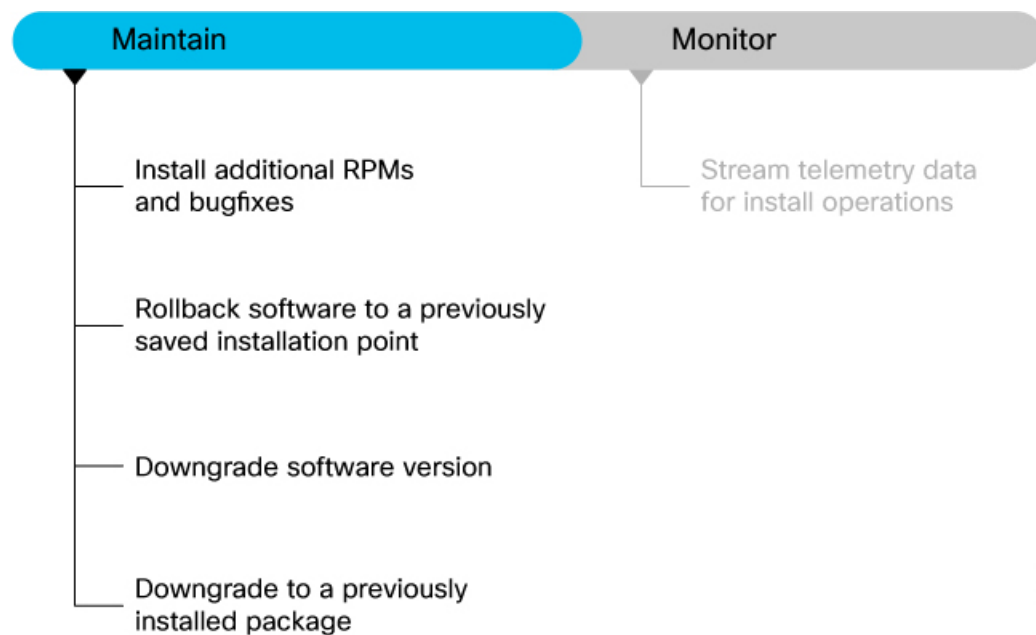 Maintain
Monitor
Install additional RPMs
and bugfixes
Stream telemetry data
for install operations
Rollback software to a previously
saved installation point
Downgrade software version
Downgrade to a previously
installed package